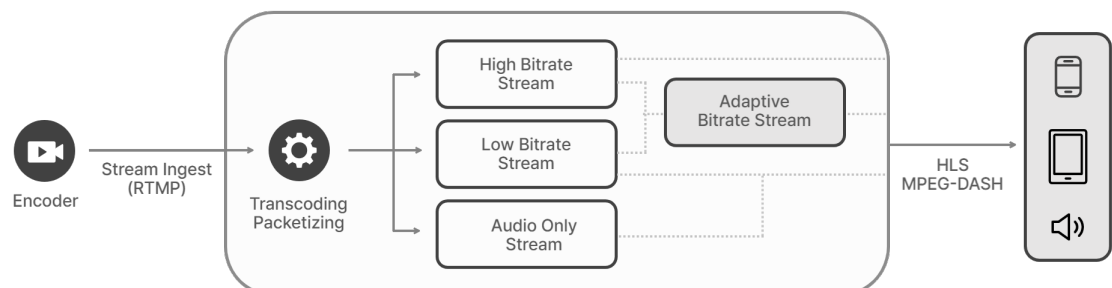 Encoder
Stream Ingest
(RTMP)
Transcoding
Packetizing
High Bitrate
Stream
Low Bitrate
Stream
Audio Only
Stream
Adaptive
Bitrate Stream
HLS
MPEG-DASH